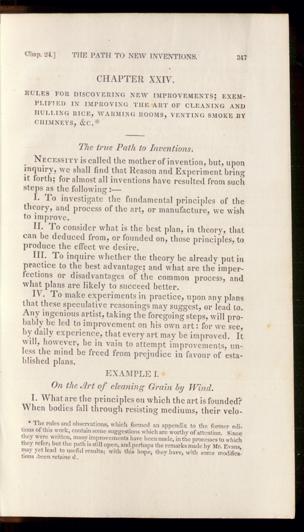 Chap. 24.] THE PATH TO NEW INVENTIONS. 347
CHAPTER XXIV.
RULES FOR DISCOVERING NEW IMPROVEMENTS; EXEM-
PLIFIED IN IMPROVING THE ART OF CLEANING AND
HULLING RICE, WARMING ROOMS, VENTING SMOKE BY
CHIMNEYS, &C.*
The true Path to Inventions.
NECESSITY is called the mother of invention, but, upon
inquiry, we shall find that Reason and Experiment bring
it forth; for almost all inventions have resulted from such
steps as the following :—
I. To investigate the fundamental principles of the
theory, and process of the art, or manufacture, we wish
to improve.
II. To consider what is the best plan, in theory, that
can be deduced from, or founded on, those principles, to
produce the effect we desire.
III. To inquire whether the theory be already put in
practice to the best advantage; and what are the imper-
fections or disadvantages of the common process, and
what plans are likely to succeed better.
IV. To make experiments in practice, upon any plans
that these speculative reasonings may suggest, or lead to.
Any ingenious artist, taking the foregoing steps, will pro-
bably be led to improvement on his own art: for we see,
by daily experience, that every art may be improved. It
will, however, be in vain to attempt improvements, un-
less the mind be freed from prejudice in favour of esta-
blished plans.
EXAMPLE I.
On the Art of cleaning Grain by Wind.
I. What are the principles on which the art is founded?
When bodies fall through resisting mediums, their velo-
* The rules and observations, which formed an appendix to the former edi-
tions of this work, contain some suggestions which are worthy of attention. Since
they were written, many improvements have been made, in the processes to which
they refer; but the path is still open, and perhaps the remarks made by Mr. Evans,
may yet lead to useful results; with this hope, they have, with some modifica-
tions been retained.